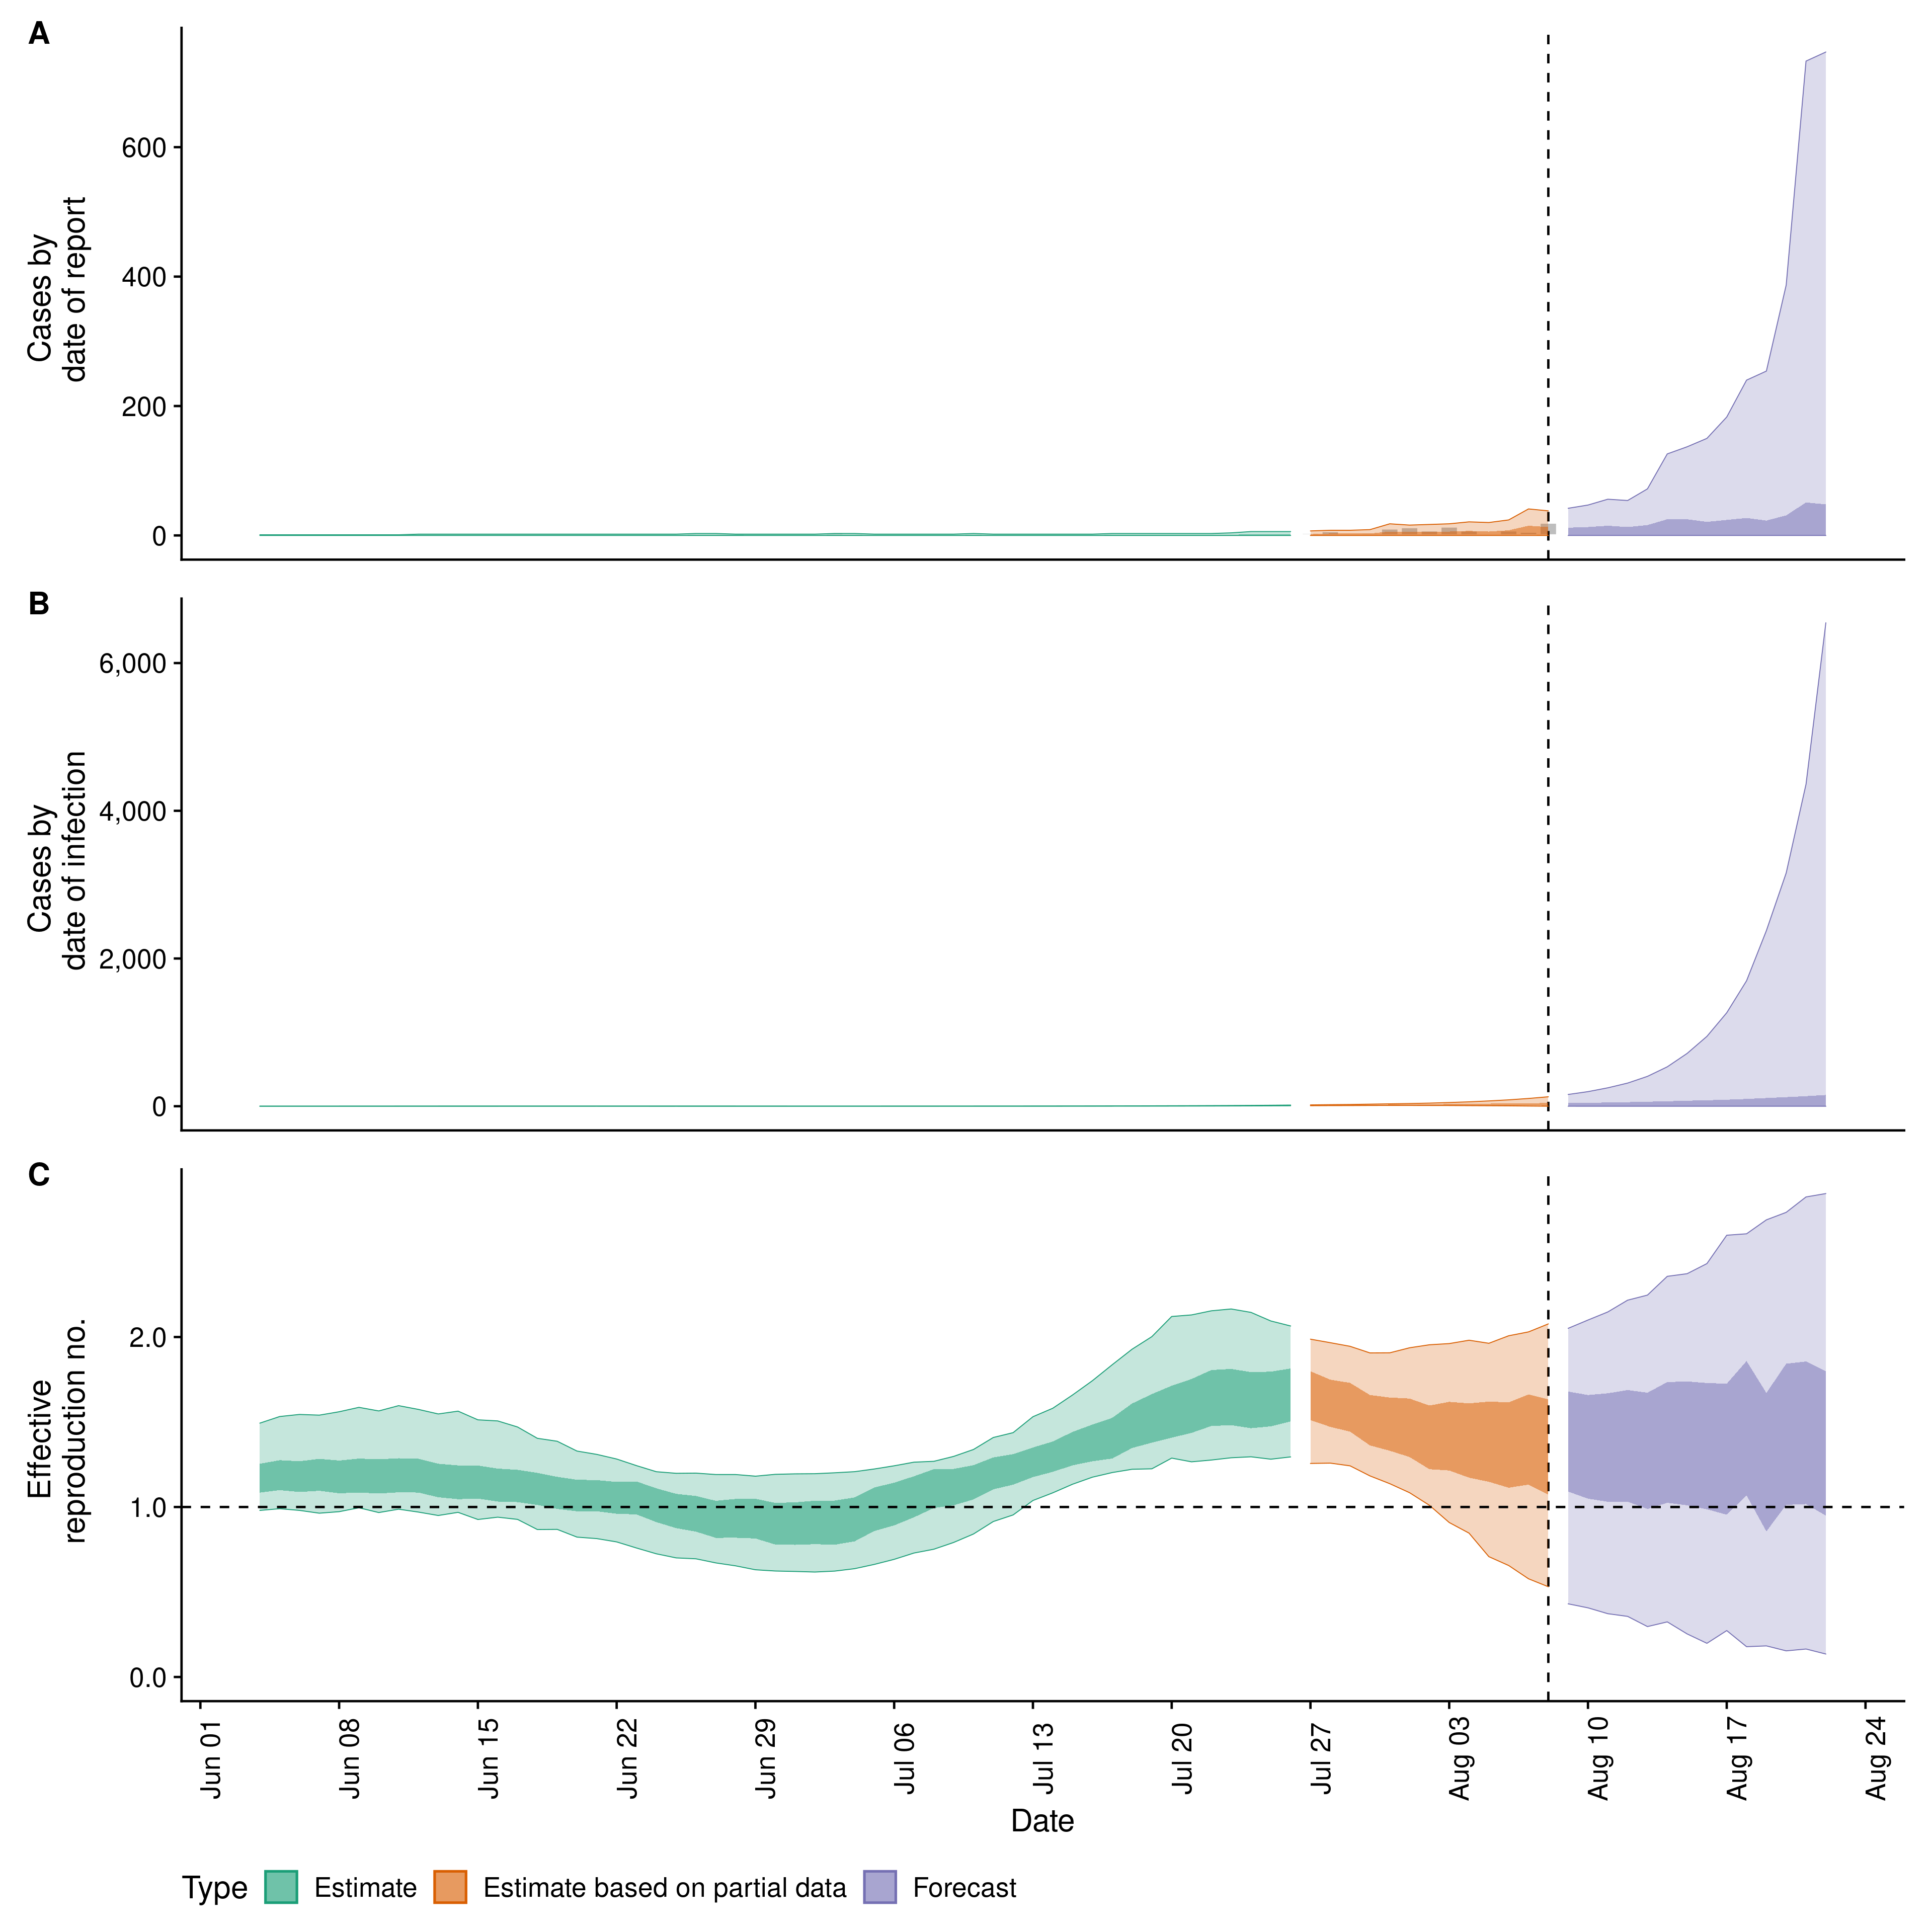 A
Cases by
date of report
600
400
200
0
B
Cases by
date of infection
6,000
4,000
2,000
0
C
Effective
reproduction no.
2.0
1.0
0.0
Jun 01
Jun 08
Jun 15
Jun 22
Jun 29
Jul 06
Jul 13
Jul 20
Jul 27
Aug 03
Aug 10
Aug 17
Aug 24
Date
Type Estimate Estimate based on partial data Forecast